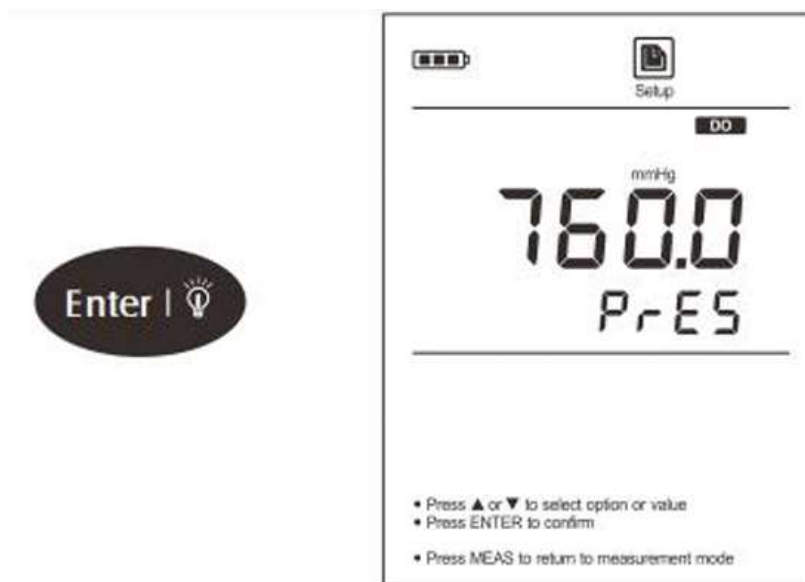 Setup
DO
mmHg
760.0
PrES
Enter |
• Press ▲ or ▼ to select option or value
• Press ENTER to confirm
• Press MEAS to return to measurement mode